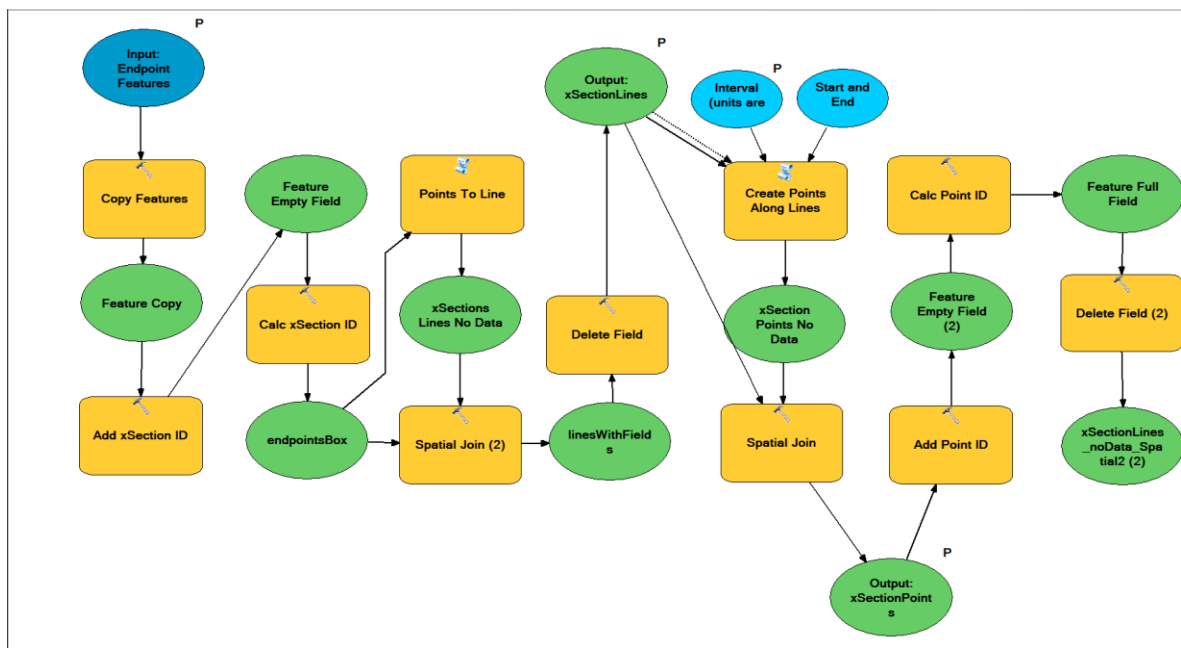 P
Input:
Endpoint
Features
Copy Features
Feature Copy
Add xSection ID
Feature
Empty Field
Calc xSection ID
endpointsBox
Points To Line
xSections
Lines No Data
Spatial Join (2)
linesWithField
s
Delete Field
P
Output:
xSectionLines
P
Interval
(units are
Start and
End
Create Points
Along Lines
xSection
Points No
Data
Spatial Join
P
Output:
xSectionPoint
s
Add Point ID
Feature
Empty Field
(2)
Calc Point ID
Feature Full
Field
Delete Field (2)
xSectionLines
_noData_Spa
tial2 (2)